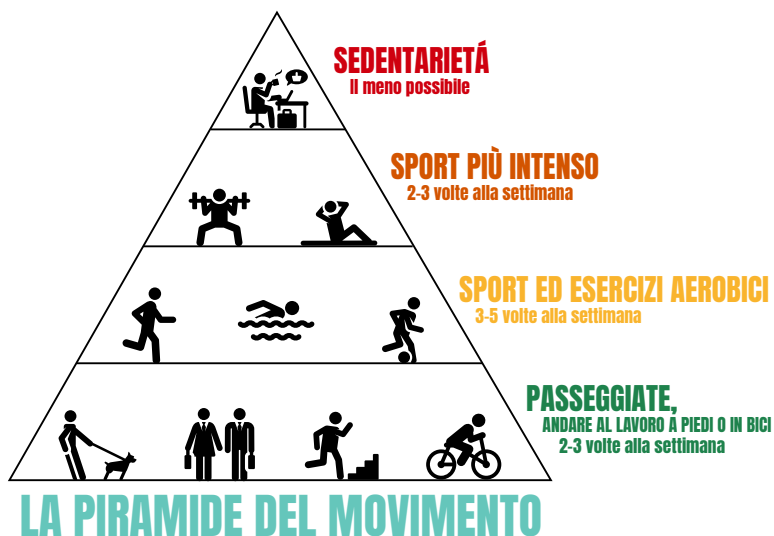 SEDENTARIETÁ
Il meno possibile
SPORT PIÙ INTENSO
2-3 volte alla settimana
SPORT ED ESERCIZI AEROBICI
3-5 volte alla settimana
PASSEGGIATE,
ANDARE AL LAVORO A PIEDI O IN BICI
2-3 volte alla settimana
LA PIRAMIDE DEL MOVIMENTO